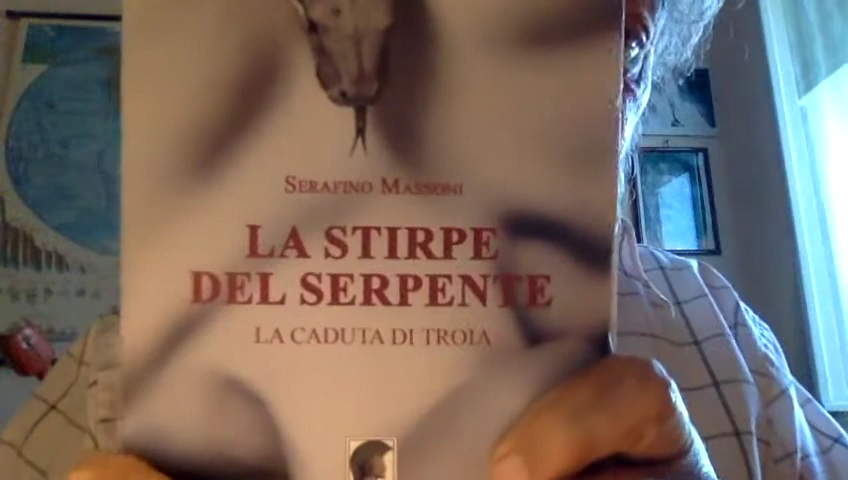 SERAFINO MASSONI
LA STIRPE
DEL SERPENTE
LA CADUTA DI TROIA